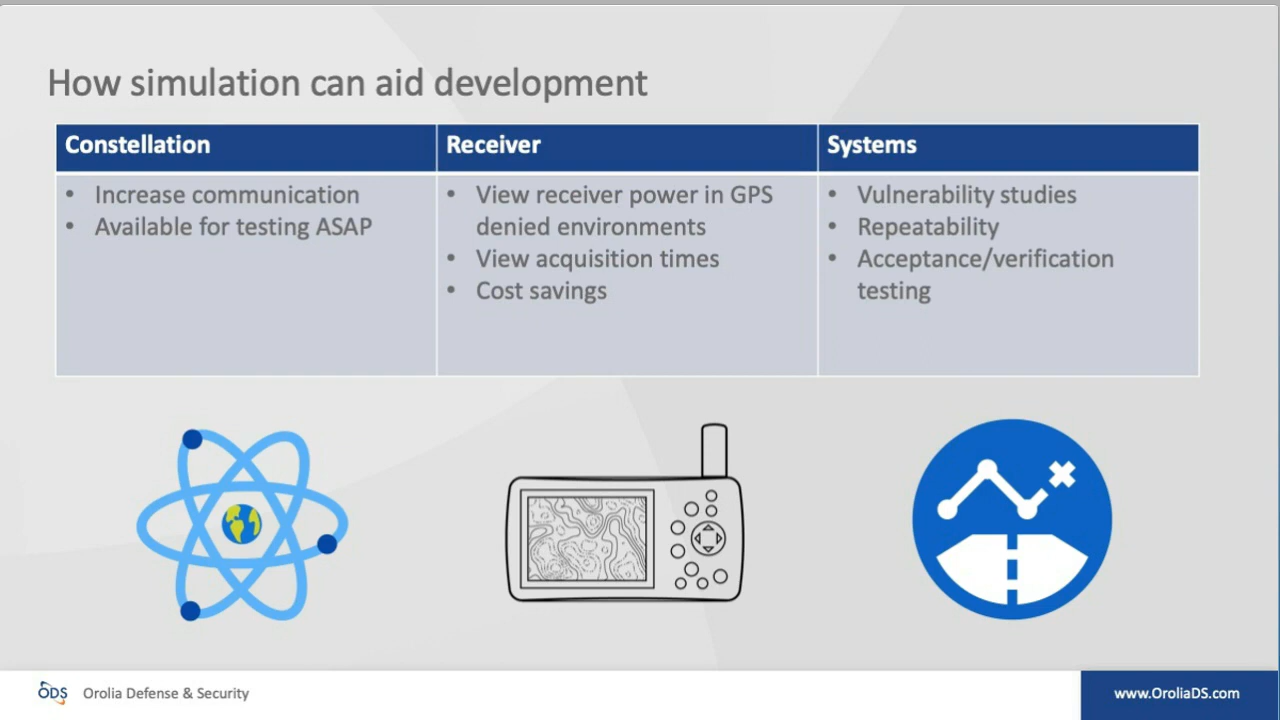 How simulation can aid development
Constellation
• Increase communication
• Available for testing ASAP
Receiver
• View receiver power in GPS
denied environments
• View acquisition times
• Cost savings
Systems
• Vulnerability studies
• Repeatability
• Acceptance/verification
testing
ODS Orolia Defense & Security
www.OroliaDS.com